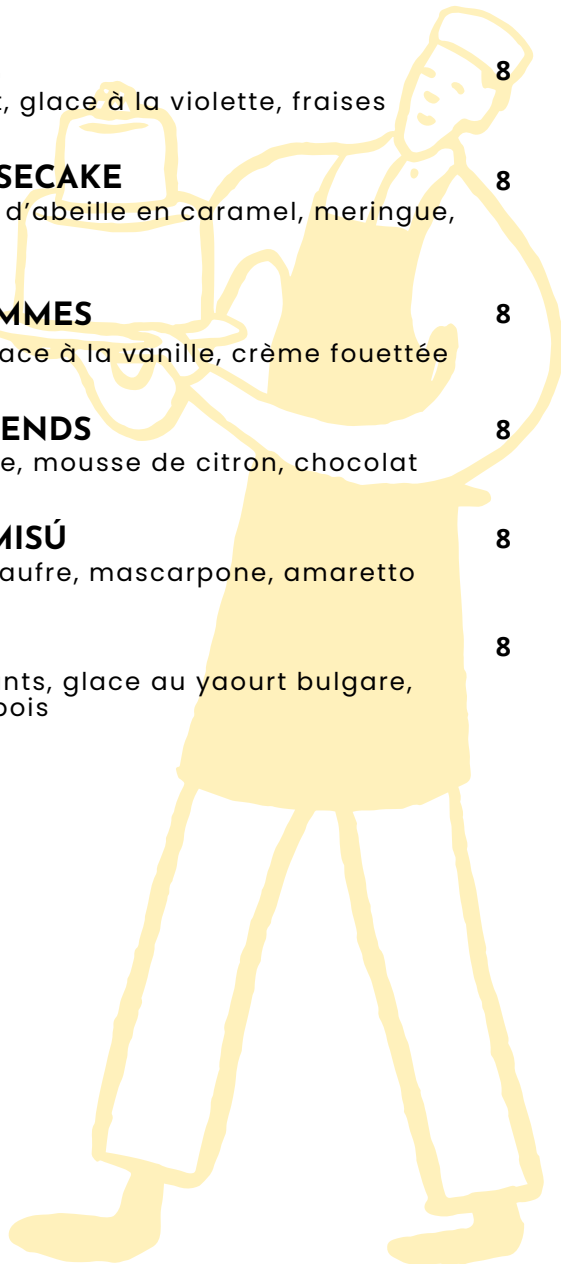 8
, glace à la violette, fraises
SECAKE 8
d’abeille en caramel, meringue,
MMES 8
ace à la vanille, crème fouettée
ENDS 8
e, mousse de citron, chocolat
MISÚ 8
aufre, mascarpone, amaretto
8
nts, glace au yaourt bulgare,
bois